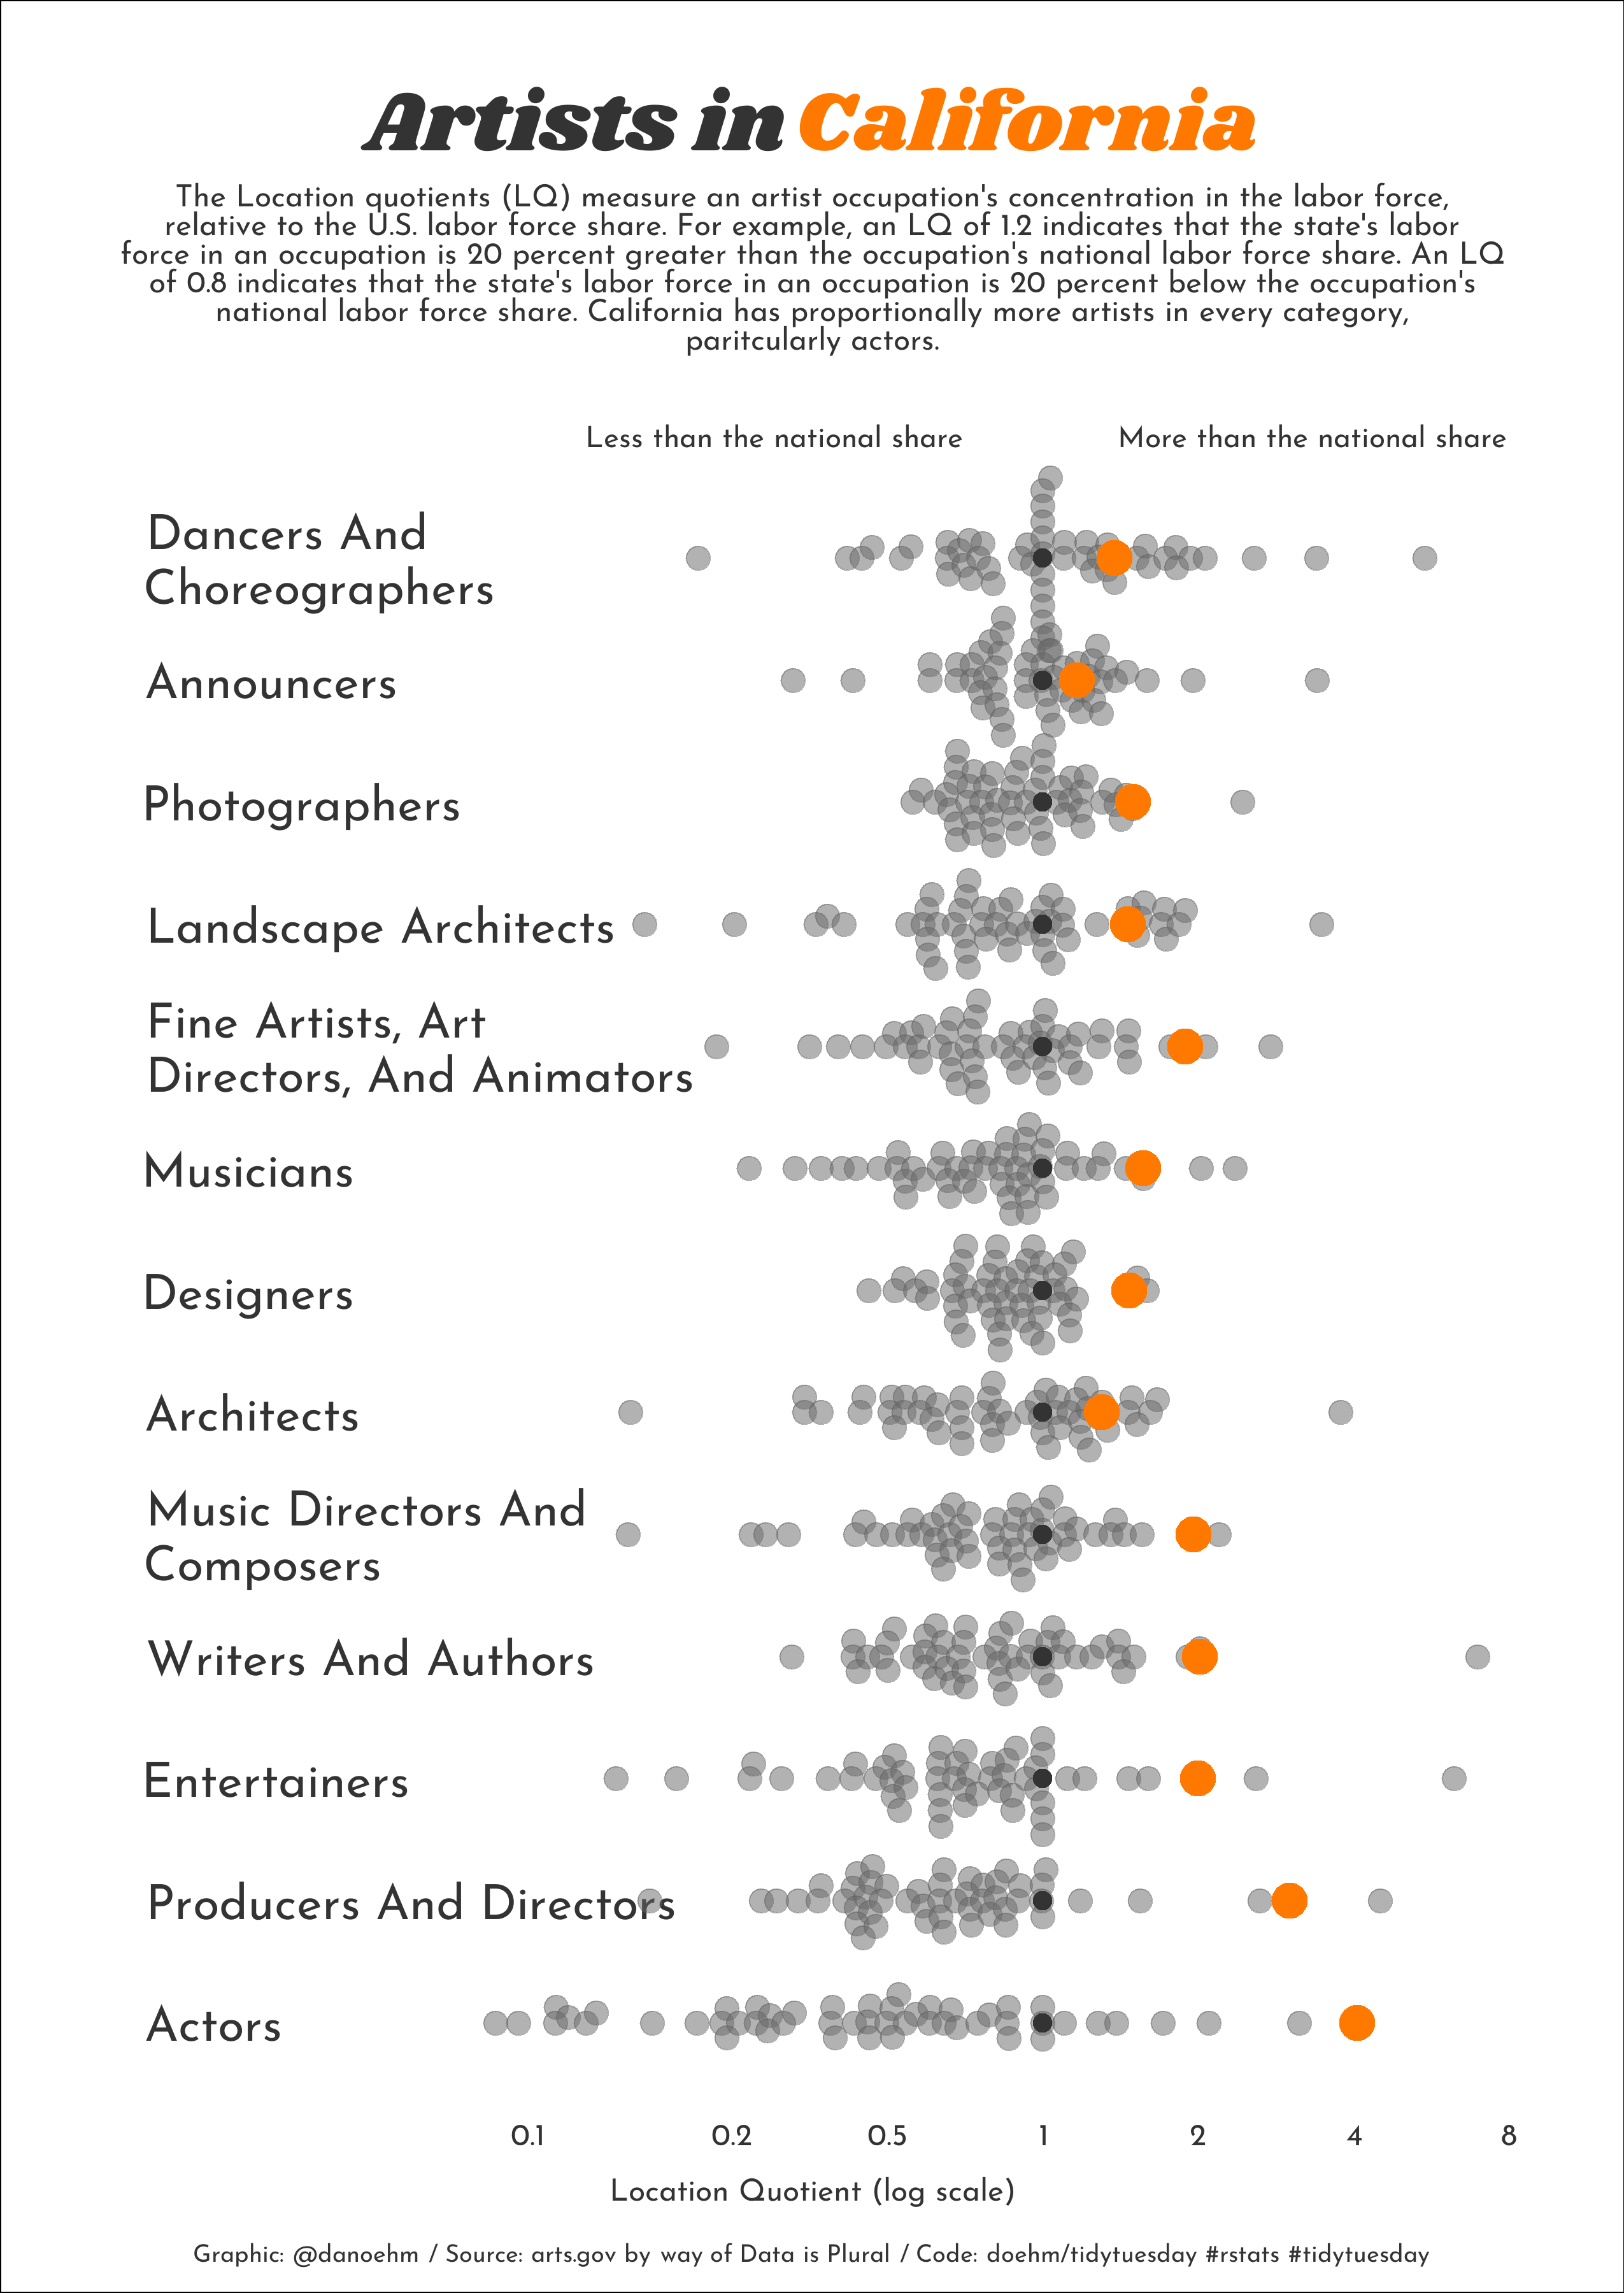 Artists in California
The Location quotients (LQ) measure an artist occupation's concentration in the labor force,
relative to the U.S. labor force share. For example, an LQ of 1.2 indicates that the state's labor
force in an occupation is 20 percent greater than the occupation's national labor force share. An LQ
of 0.8 indicates that the state's labor force in an occupation is 20 percent below the occupation's
national labor force share. California has proportionally more artists in every category,
paritcularly actors.
Less than the national share
More than the national share
Dancers And
Choreographers
Announcers
Photographers
Landscape Architects
Fine Artists, Art
Directors, And Animators
Musicians
Designers
Architects
Music Directors And
Composers
Writers And Authors
Entertainers
Producers And Directors
Actors
0.1 0.2 0.5 1 2 4 8
Location Quotient (log scale)
Graphic: @danoehm / Source: arts.gov by way of Data is Plural / Code: doehm/tidytuesday #rstats #tidytuesday